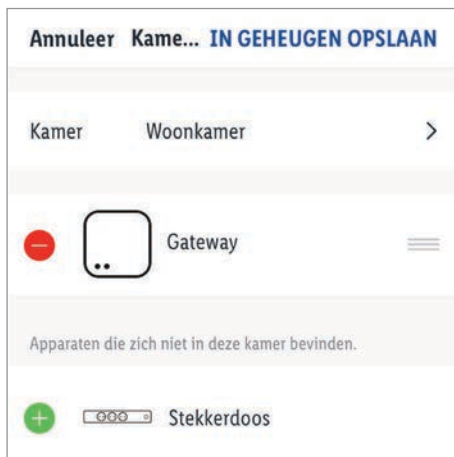 Annuleer Kame... IN GEHEUGEN OPSLAAN
Kamer Woonkamer
Gateway
Apparaten die zich niet in deze kamer bevinden.
Stekkerdoos